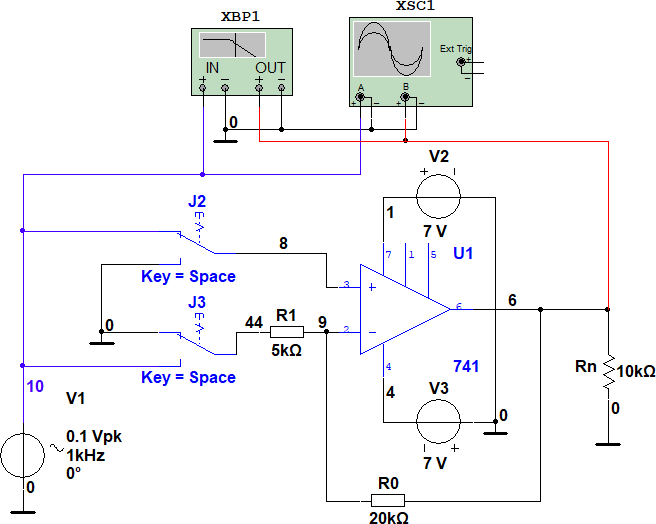 XBP1
XSC1
IN OUT
+ - + -
Ext Trig
+
-
A B
+ - + -
0
V2
+ -
7 V
1
J2
8
Key = Space
U1
7 1 5
3 +
6
6
J3
0
44
R1
5kΩ
9
2 -
Key = Space
741
4
4
Rn
10kΩ
0
10
V1
V3
0
- +
7 V
0.1 Vpk
1kHz
0°
0
R0
20kΩ